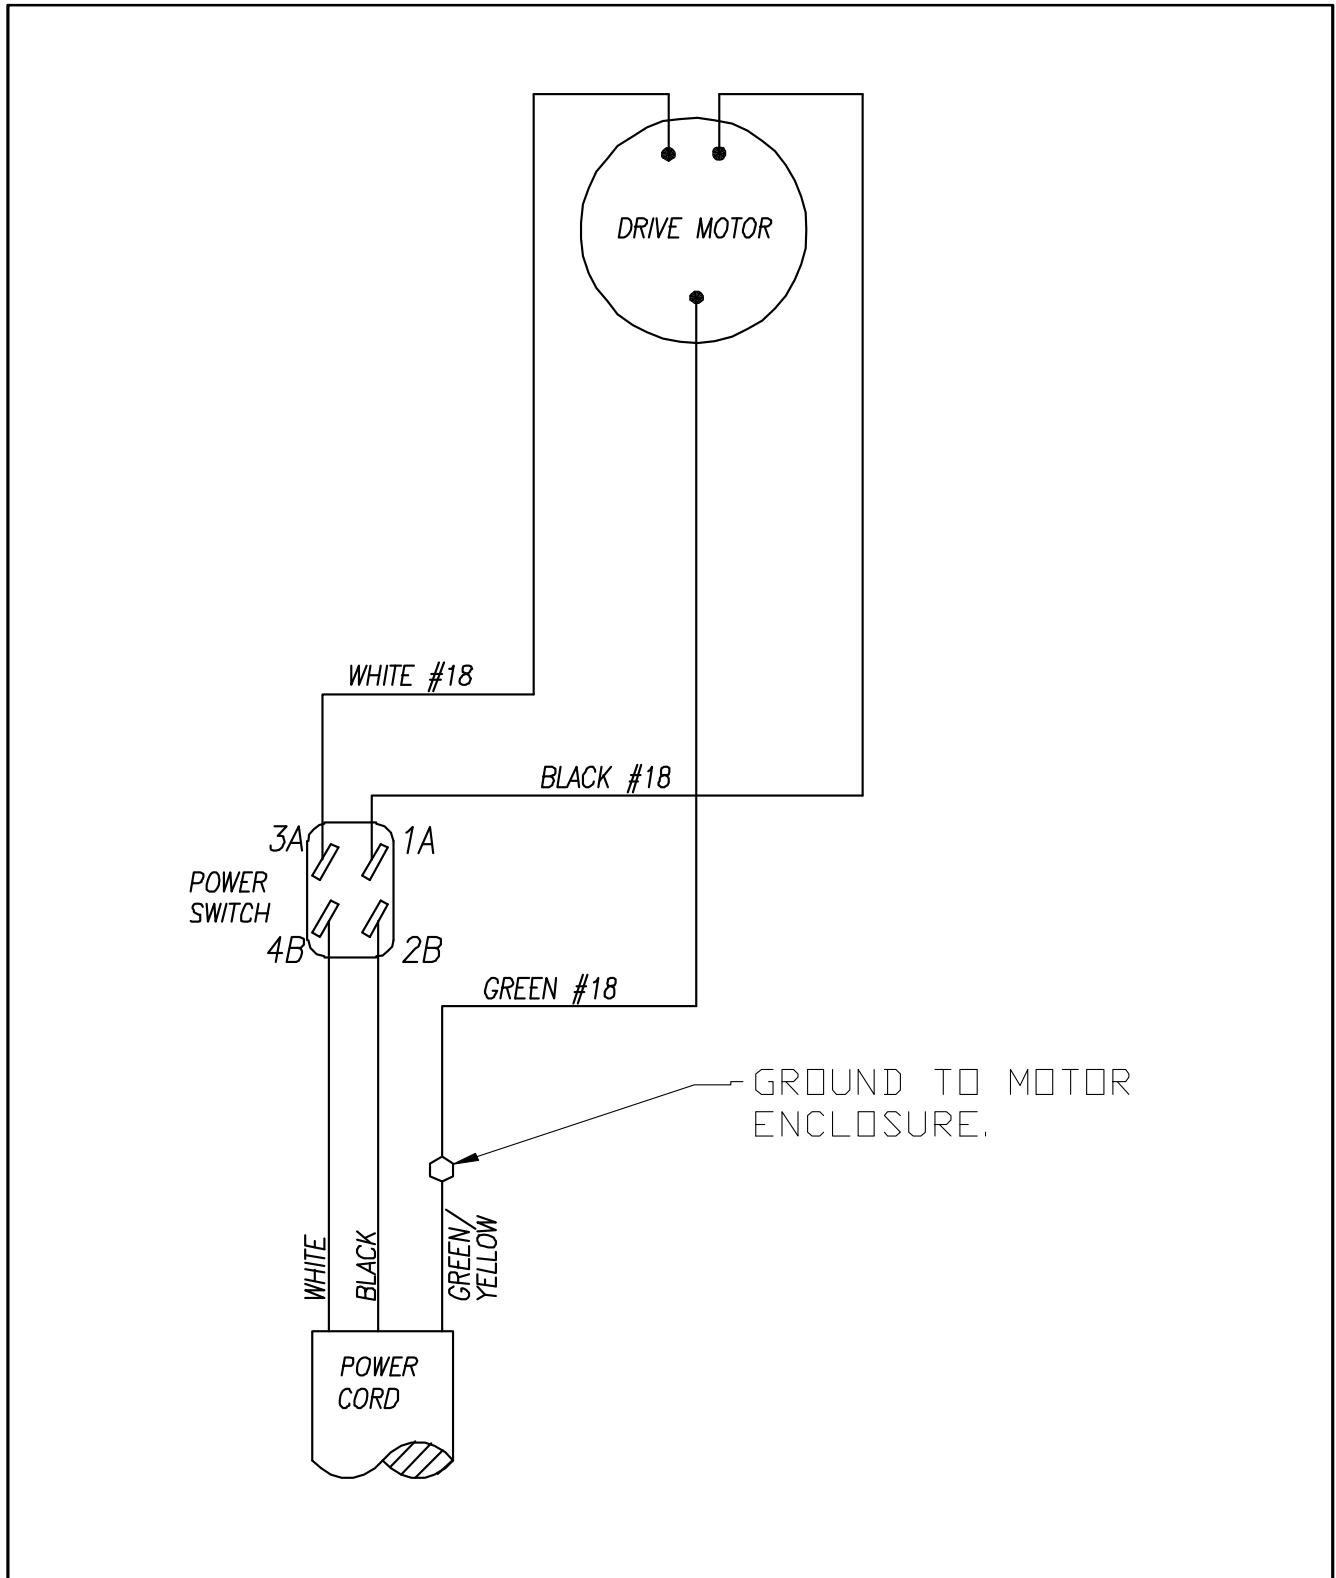 DRIVE MOTOR
WHITE #18
BLACK #18
3A
1A
POWER
SWITCH
4B
2B
GREEN #18
GROUND TO MOTOR
ENCLOSURE.
WHITE
BLACK
GREEN/
YELLOW
POWER
CORD